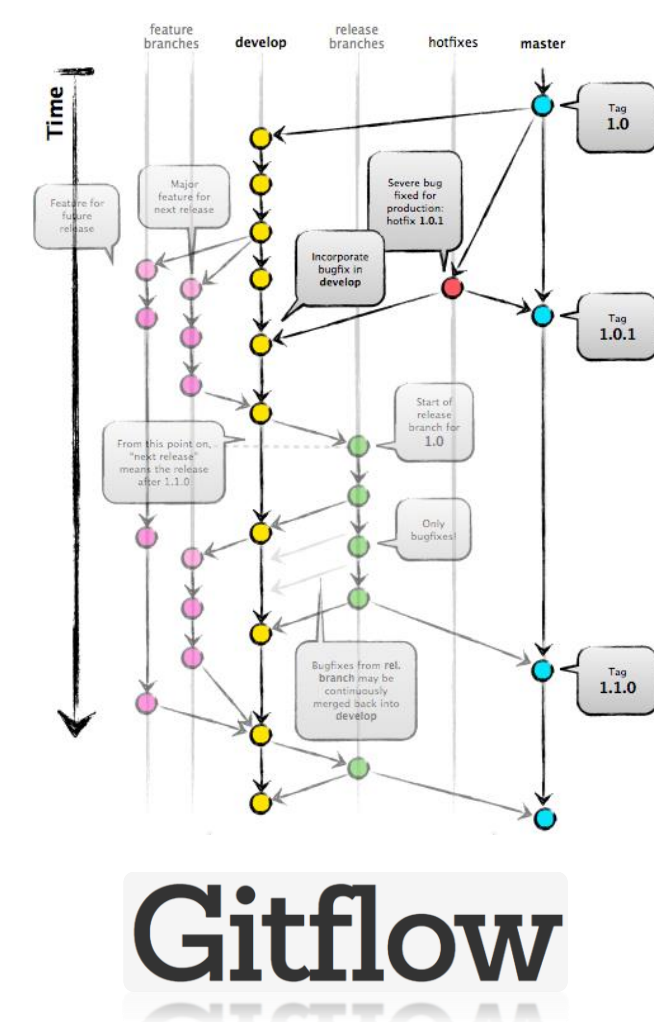 feature
branches
develop
release
branches
hotfixes
master
Time
Tag
1.0
Feature for
future
release
Major
feature for
next release
Severe bug
fixed for
production:
hotfix 1.0.1
Incorporate
bugfix in
develop
Tag
1.0.1
Start of
release
branch for
1.0
From this point on,
"next release"
means the release
after 1.1.0
Only
bugfixes!
Bugfixes from rel.
branch may be
continuously
merged back into
develop
Tag
1.1.0
Gitflow